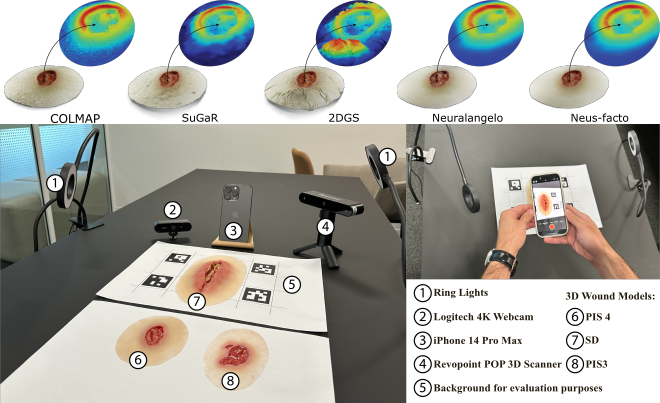 COLMAP SuGaR 2DGS Neuralangelo Neus-facto
1 1
2 3 4
7 5
6 8
1 Ring Lights 3D Wound Models:
2 Logitech 4K Webcam 6 PIS 4
3 iPhone 14 Pro Max 7 SD
4 Revopoint POP 3D Scanner 8 PIS3
5 Background for evaluation purposes